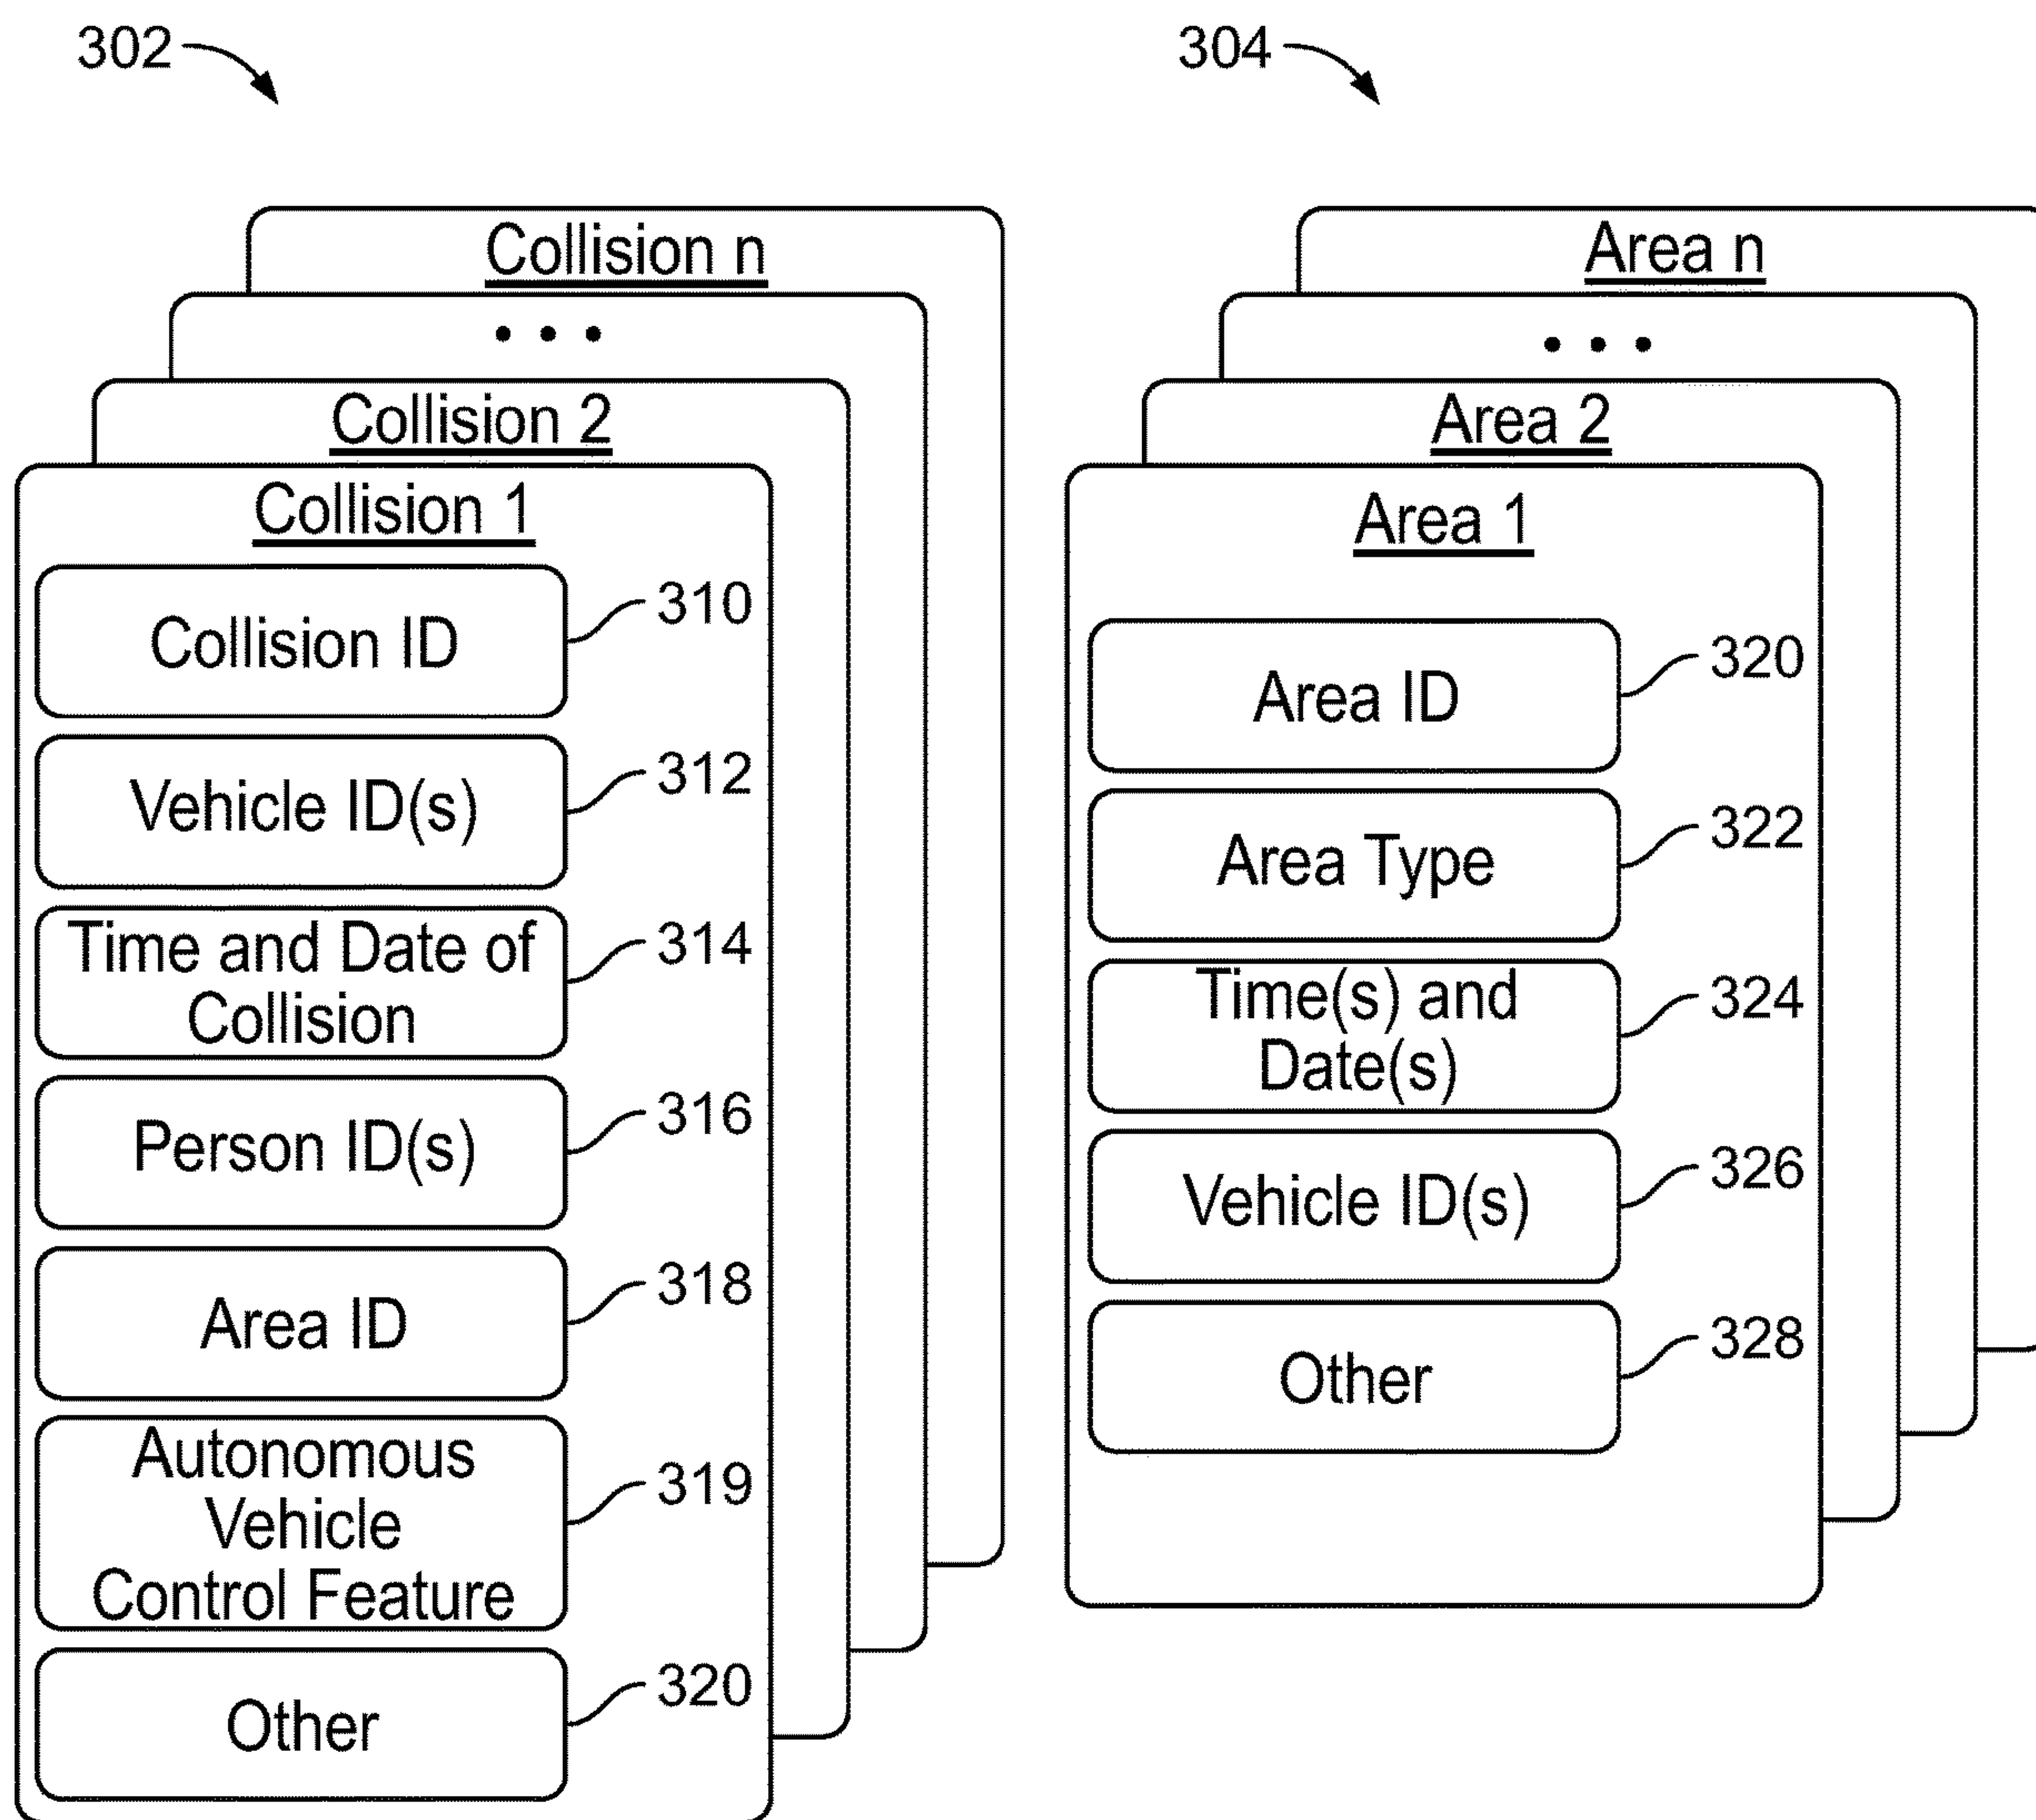 302
304
Collision n
• • •
Collision 2
Collision 1
Collision ID
310
Vehicle ID(s)
312
Time and Date of
Collision
314
Person ID(s)
316
Area ID
318
Autonomous
Vehicle
Control Feature
319
Other
320
Area n
• • •
Area 2
Area 1
Area ID
320
Area Type
322
Time(s) and
Date(s)
324
Vehicle ID(s)
326
Other
328